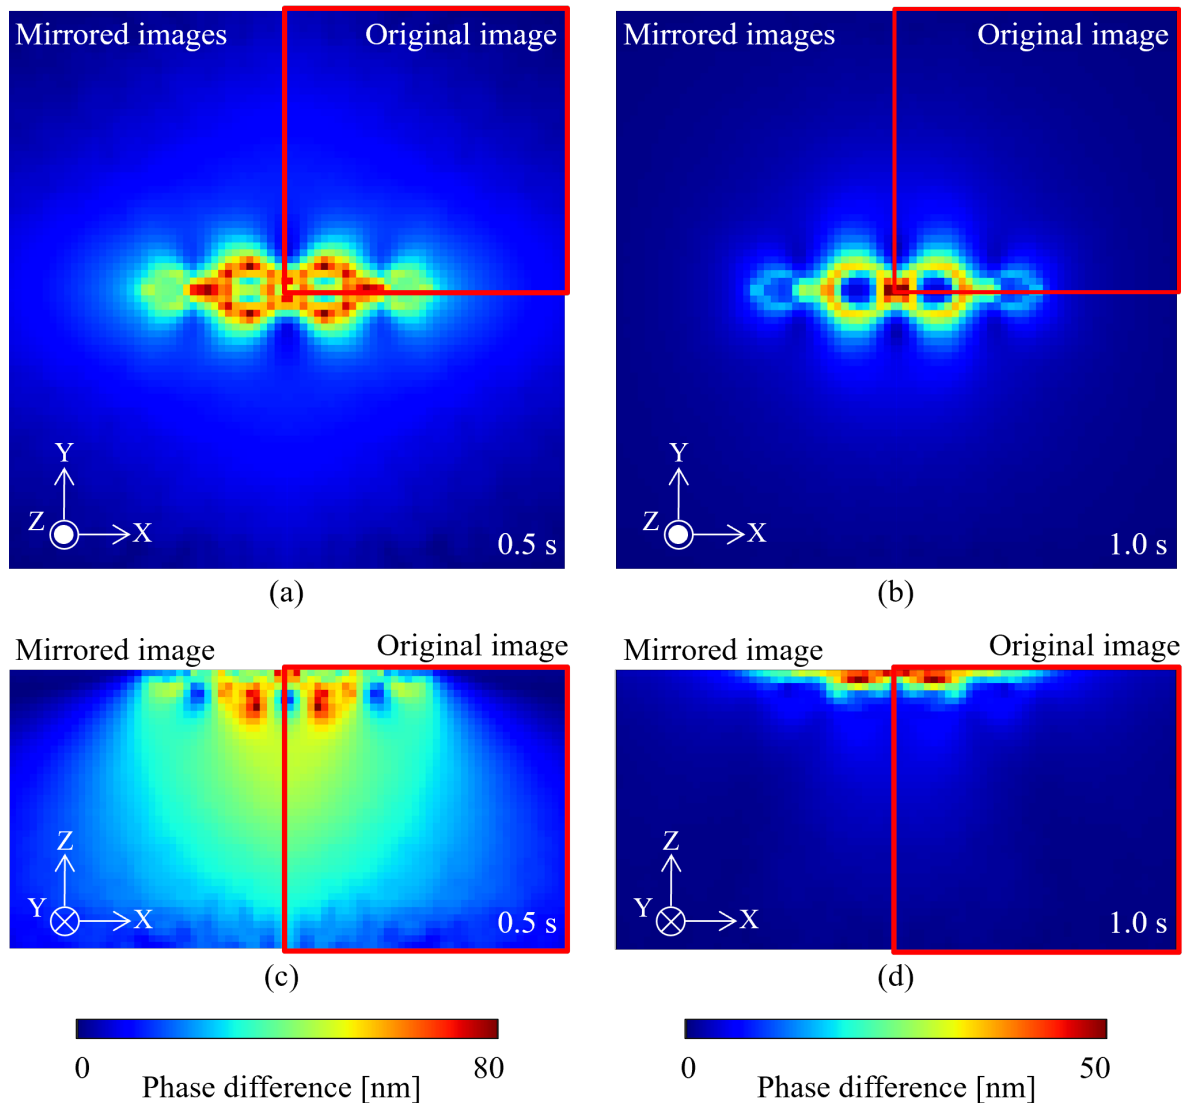 Mirrored images Original image
Y
Z X
0.5 s
(a)
Mirrored images Original image
Y
Z X
1.0 s
(b)
Mirrored image Original image
Z
Y X
0.5 s
(c)
Mirrored image Original image
Z
Y X
1.0 s
(d)
0 80
Phase difference [nm]
0 50
Phase difference [nm]